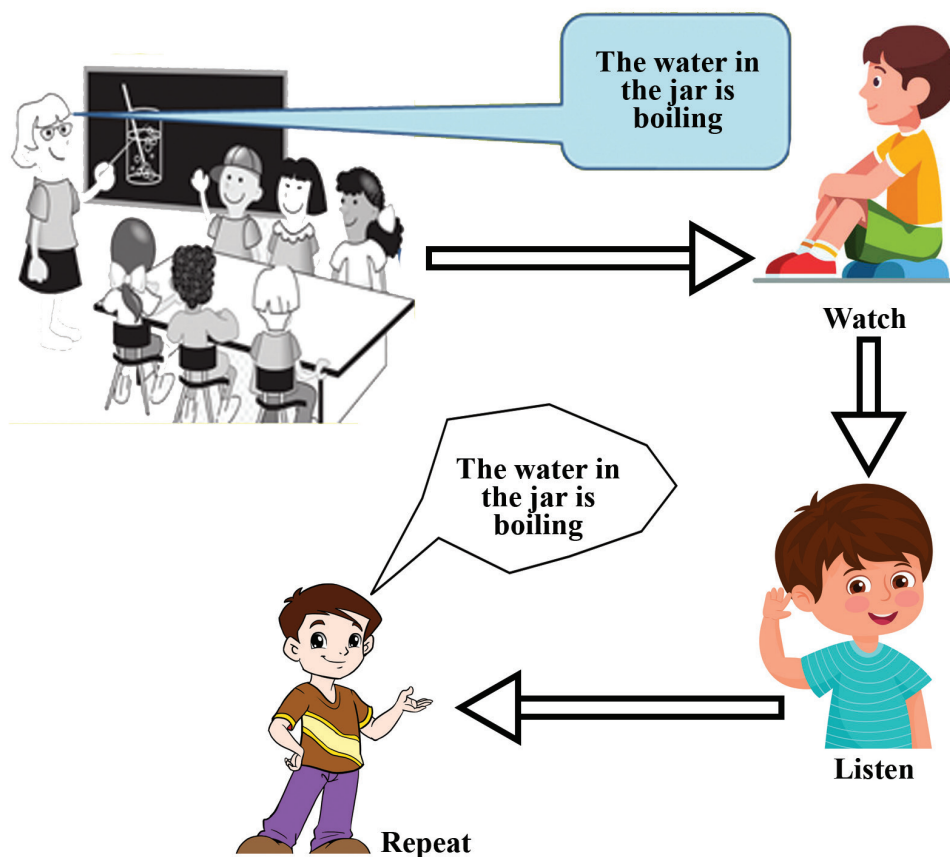 The water in
the jar is
boiling
Watch
The water in
the jar is
boiling
Listen
Repeat